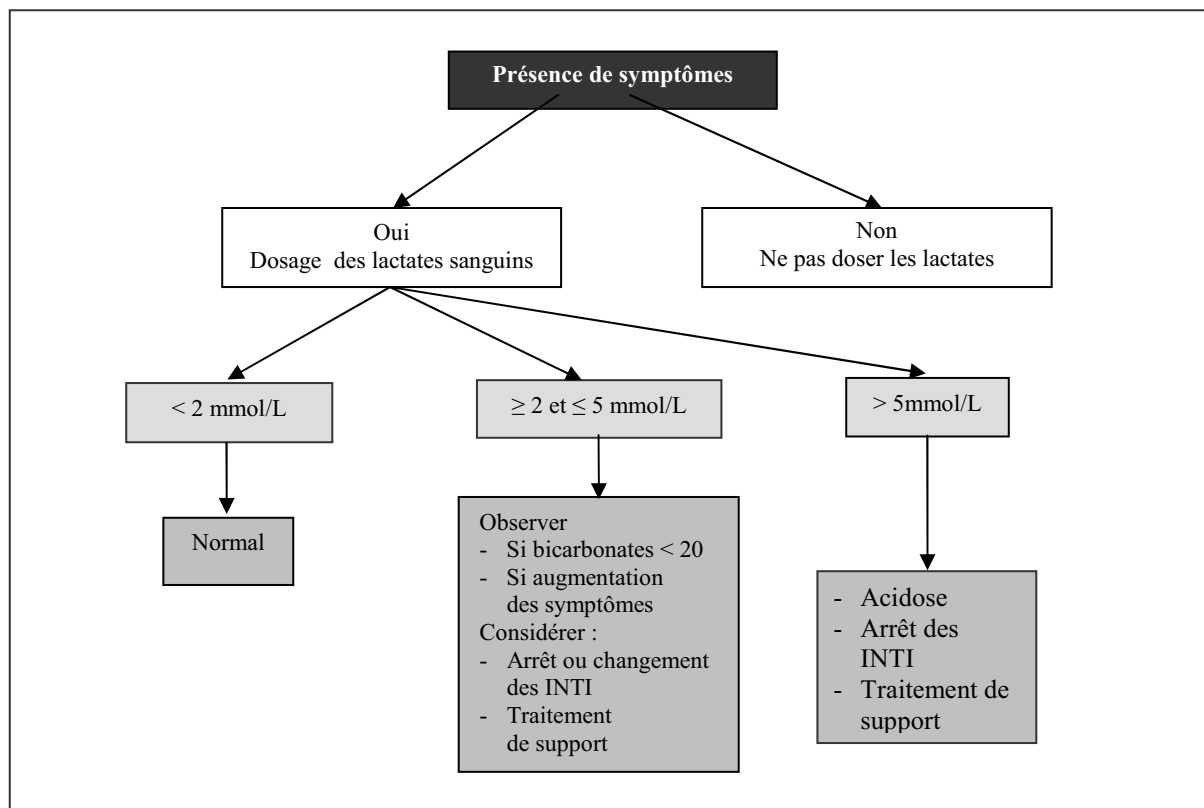 Présence de symptômes
Oui
Dosage des lactates sanguins
Non
Ne pas doser les lactates
< 2 mmol/L
≥ 2 et ≤ 5 mmol/L
> 5mmol/L
Normal
Observer
- Si bicarbonates < 20
- Si augmentation
des symptômes
Considérer :
- Arrêt ou changement
des INTI
- Traitement
de support
- Acidose
- Arrêt des
INTI
- Traitement de
support